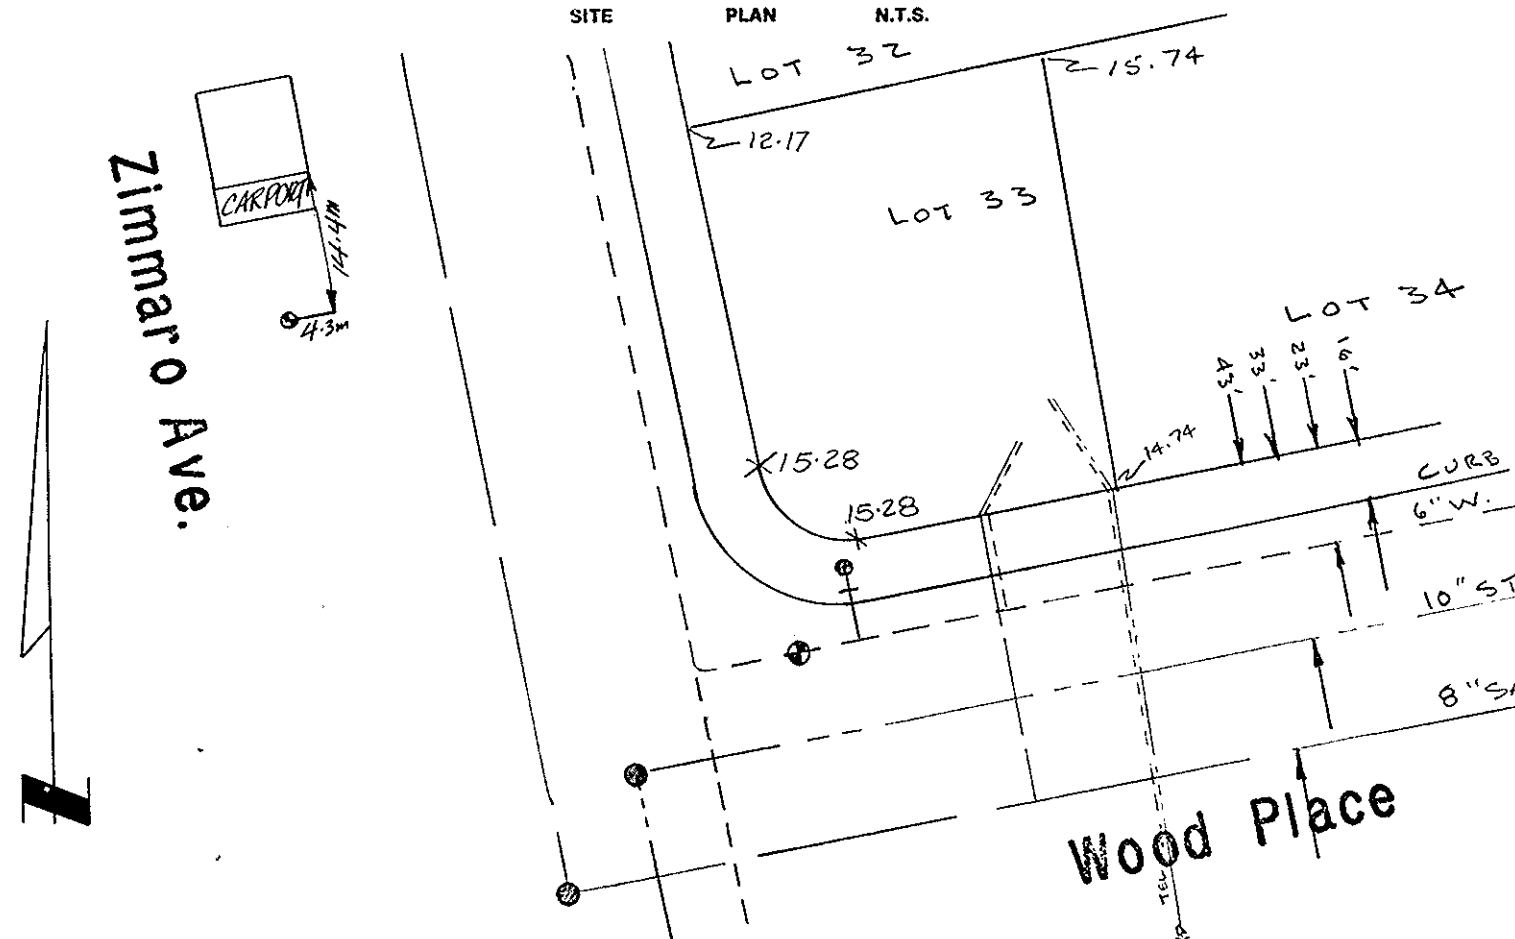 SITE PLAN N.T.S.
LOT 32
15.74
12.17
CARPORT
14.4m
4.3m
Zimmaro Ave.
LOT 33
LOT 34
43'
33'
23'
16'
15.28
14.74
15.28
CURB
6" W.
10" ST
8" SA
Wood Place
TEL